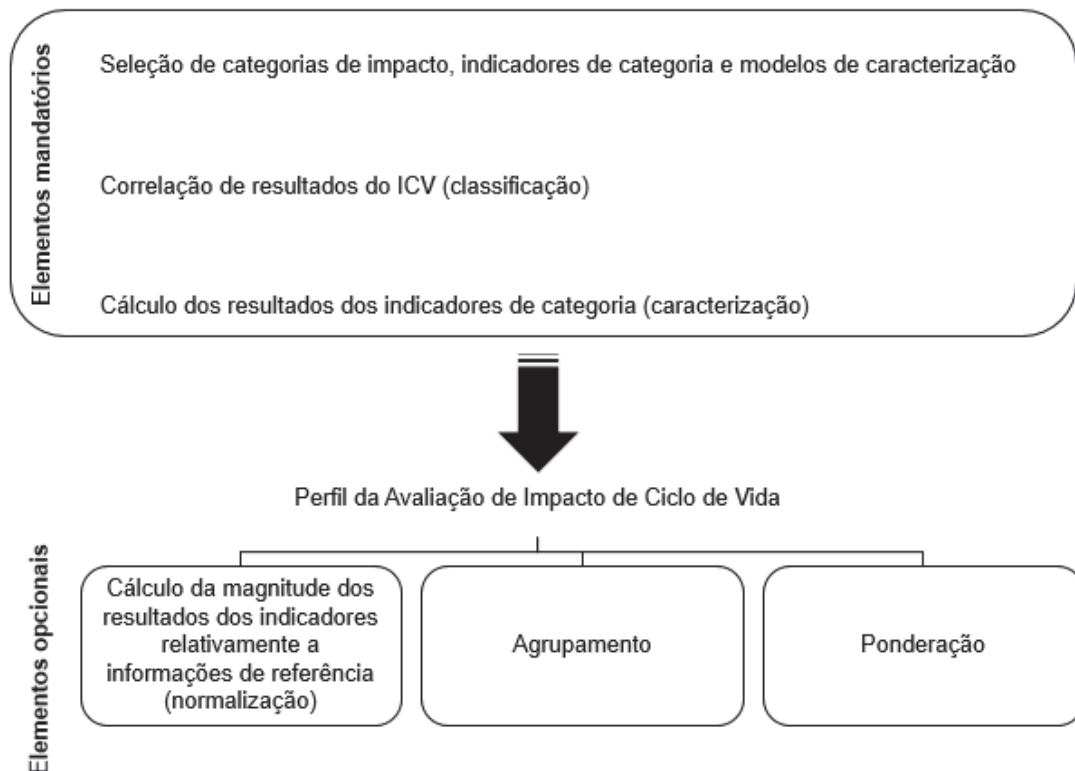 Elementos mandatórios
Seleção de categorias de impacto, indicadores de categoria e modelos de caracterização
Correlação de resultados do ICV (classificação)
Cálculo dos resultados dos indicadores de categoria (caracterização)
Perfil da Avaliação de Impacto de Ciclo de Vida
Elementos opcionais
Cálculo da magnitude dos
resultados dos indicadores
relativamente a
informações de referência
(normalização)
Agrupamento
Ponderação